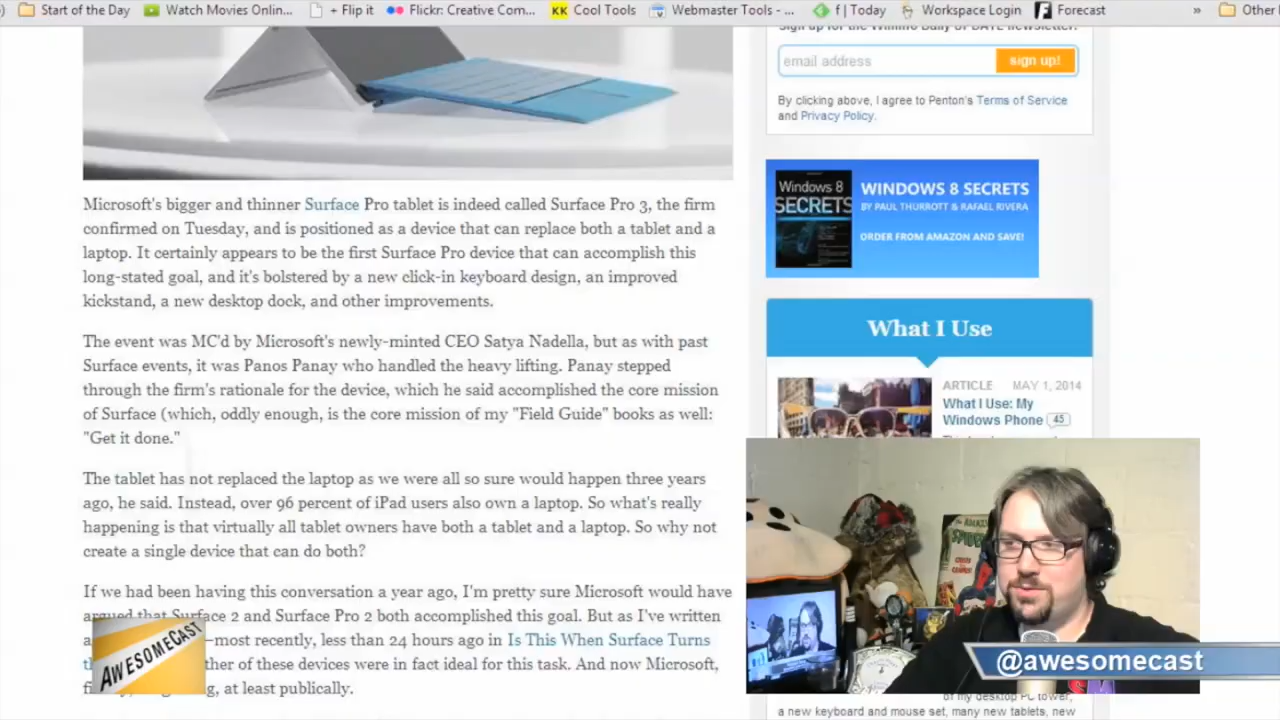 Start of the Day
Watch Movies Onlin...
+ Flip it
Flickr: Creative Com...
KK Cool Tools
Webmaster Tools - ...
f | Today
Workspace Login
Forecast
»
Other
email address
sign up!
By clicking above, I agree to Penton's Terms of Service
and Privacy Policy.
Windows 8
SECRETS
WINDOWS 8 SECRETS
BY PAUL THURROTT & RAFAEL RIVERA
ORDER FROM AMAZON AND SAVE!
Microsoft's bigger and thinner Surface Pro tablet is indeed called Surface Pro 3, the firm
confirmed on Tuesday, and is positioned as a device that can replace both a tablet and a
laptop. It certainly appears to be the first Surface Pro device that can accomplish this
long-stated goal, and it's bolstered by a new click-in keyboard design, an improved
kickstand, a new desktop dock, and other improvements.
The event was MC'd by Microsoft's newly-minted CEO Satya Nadella, but as with past
Surface events, it was Panos Panay who handled the heavy lifting. Panay stepped
through the firm's rationale for the device, which he said accomplished the core mission
of Surface (which, oddly enough, is the core mission of my "Field Guide" books as well:
"Get it done."
The tablet has not replaced the laptop as we were all so sure would happen three years
ago, he said. Instead, over 96 percent of iPad users also own a laptop. So what's really
happening is that virtually all tablet owners have both a tablet and a laptop. So why not
create a single device that can do both?
If we had been having this conversation a year ago, I'm pretty sure Microsoft would have
argued that Surface 2 and Surface Pro 2 both accomplished this goal. But as I've written
—most recently, less than 24 hours ago in Is This When Surface Turns
ther of these devices were in fact ideal for this task. And now Microsoft,
, at least publically.
What I Use
ARTICLE MAY 1, 2014
What I Use: My
Windows Phone 45
AWESOMECAST
SPIDER
@awesomecast
of my desktop PC tower,
a new keyboard and mouse set, many new tablets, new